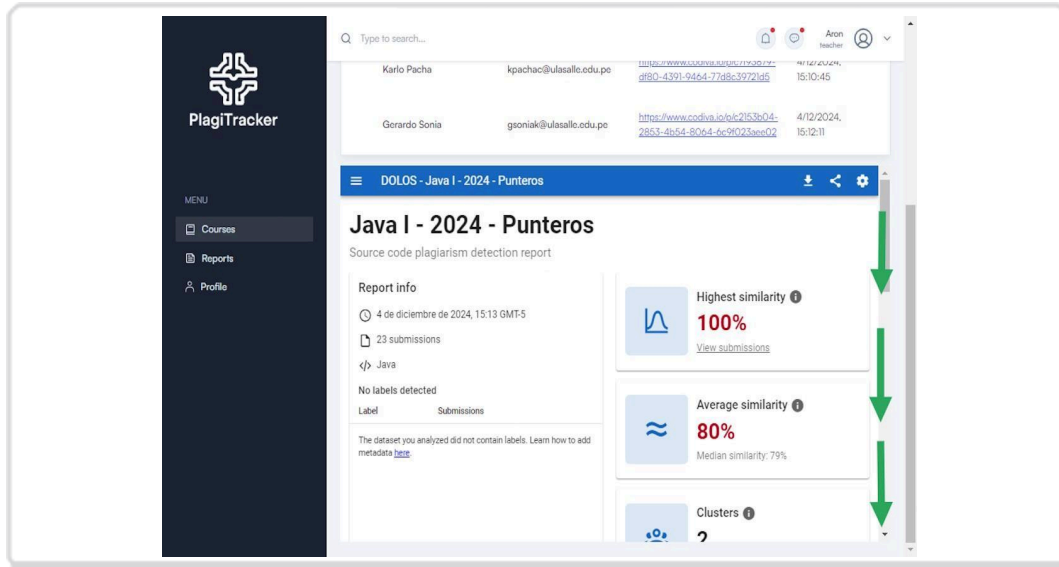 PlagiTracker
MENU
Courses
Reports
Profile
Type to search...
Aron
teacher
Karlo Pacha
kpachac@ulasalle.edu.pe
df80-4391-9464-77d8c39721d5
4/12/2024,
15:10:45
Gerardo Sonia
gsoniak@ulasalle.edu.pe
https://www.codiva.io/p/c2153b04-
2853-4b54-8064-6c9f023aee02
4/12/2024,
15:12:11
DOLOS - Java I - 2024 - Punteros
Java I - 2024 - Punteros
Source code plagiarism detection report
Report info
4 de diciembre de 2024, 15:13 GMT-5
23 submissions
</> Java
No labels detected
Label Submissions
The dataset you analyzed did not contain labels. Learn how to add
metadata here.
Highest similarity
100%
View submissions
Average similarity
80%
Median similarity: 79%
Clusters
2